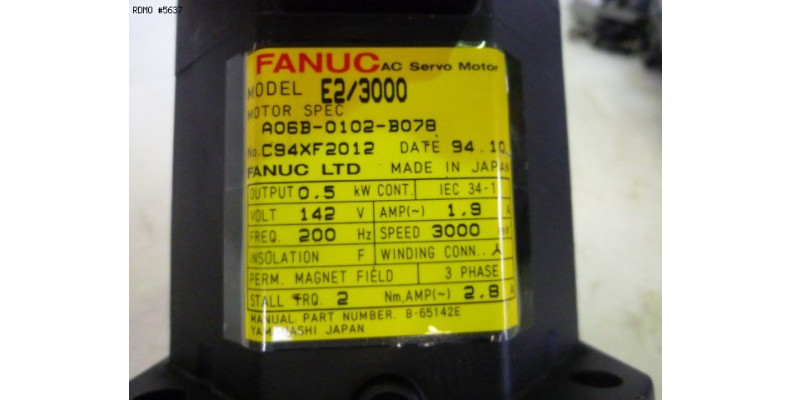 RDMO #5637
FANUC AC Servo Motor
MODEL E2/3000
MOTOR SPEC
A06B-0102-B078
No. C94XF2012 DATE 94.10
FANUC LTD MADE IN JAPAN
OUTPUT 0.5 kW CONT. IEC 34-1
VOLT 142 V AMP(~) 1.9 A
FREQ. 200 Hz SPEED 3000
INSOLATION F WINDING CONN.
PERM. MAGNET FIELD 3 PHASE
STALL TRQ. 2 Nm, AMP(~) 2.8 A
MANUAL PART NUMBER. B-65142E
YAMANASHI JAPAN